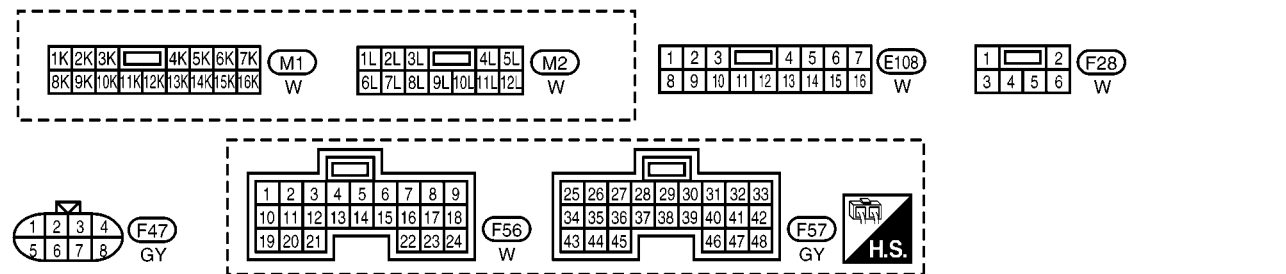 1K 2K 3K 4K 5K 6K 7K
8K 9K 10K 11K 12K 13K 14K 15K 16K
M1
W
1L 2L 3L 4L 5L
6L 7L 8L 9L 10L 11L 12L
M2
W
1 2 3 4 5 6 7
8 9 10 11 12 13 14 15 16
E108
W
1 2
3 4 5 6
F28
W
1 2 3 4
5 6 7 8
F47
GY
1 2 3 4 5 6 7 8 9
10 11 12 13 14 15 16 17 18
19 20 21 22 23 24
F56
W
25 26 27 28 29 30 31 32 33
34 35 36 37 38 39 40 41 42
43 44 45 46 47 48
F57
GY
H.S.